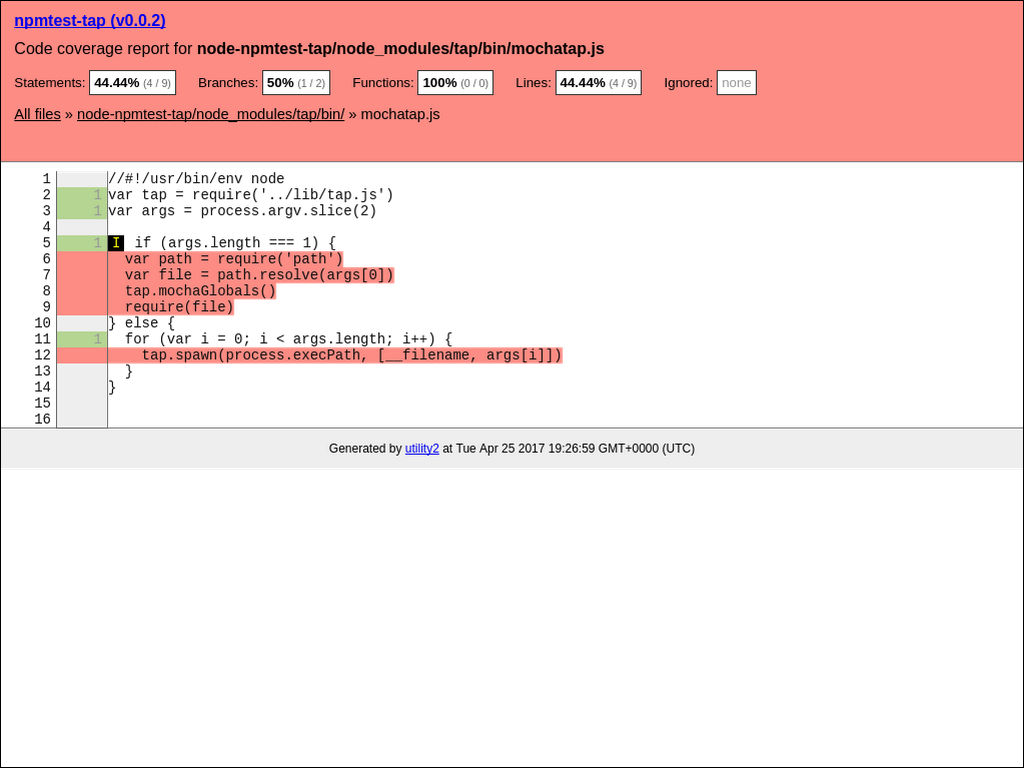 npmtest-tap (v0.0.2)
Code coverage report for node-npmtest-tap/node_modules/tap/bin/mochatap.js
Statements: 44.44% (4 / 9) Branches: 50% (1 / 2) Functions: 100% (0 / 0) Lines: 44.44% (4 / 9) Ignored: none
All files » node-npmtest-tap/node_modules/tap/bin/ » mochatap.js
1 //#!/usr/bin/env node
2 1 var tap = require('../lib/tap.js')
3 1 var args = process.argv.slice(2)
4
5 1 I if (args.length === 1) {
6 var path = require('path')
7 var file = path.resolve(args[0])
8 tap.mochaGlobals()
9 require(file)
10 } else {
11 1 for (var i = 0; i < args.length; i++) {
12 tap.spawn(process.execPath, [__filename, args[i]])
13 }
14 }
15
16
Generated by utility2 at Tue Apr 25 2017 19:26:59 GMT+0000 (UTC)